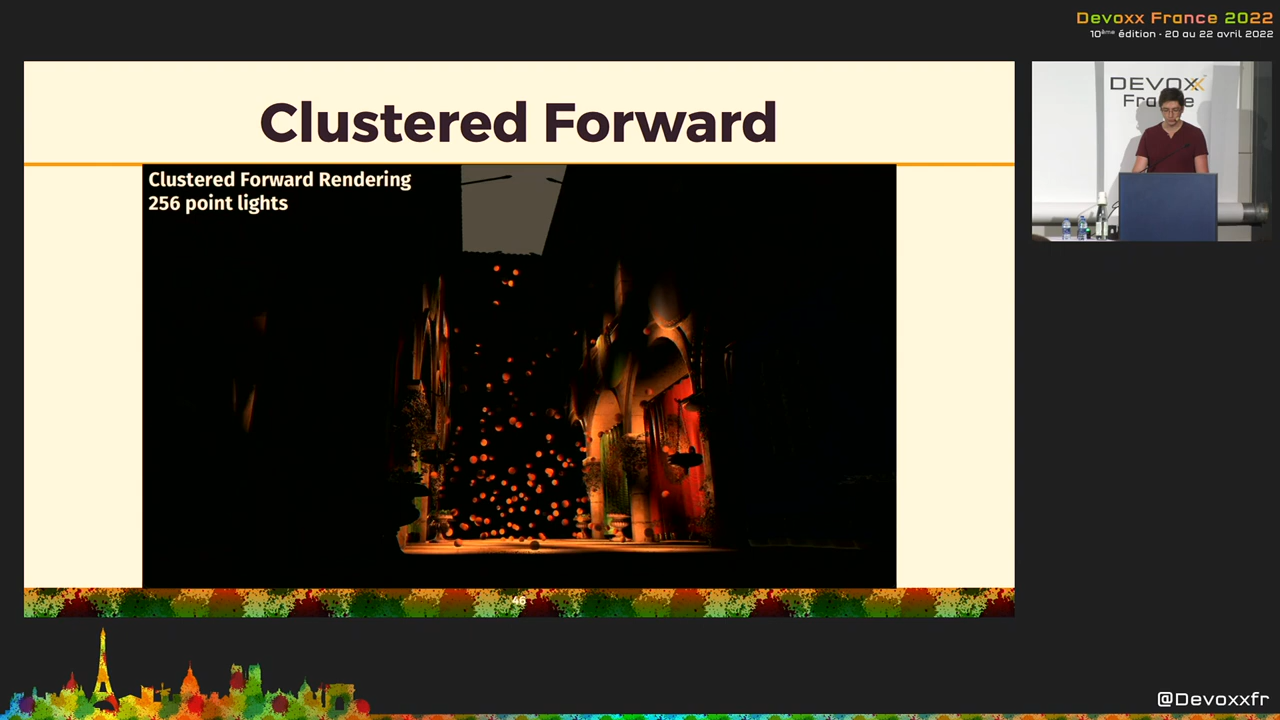 Devoxx France 2022
10ème édition - 20 au 22 avril 2022
Clustered Forward
Clustered Forward Rendering
256 point lights
DEVOXX
France
46
@Devoxxfr